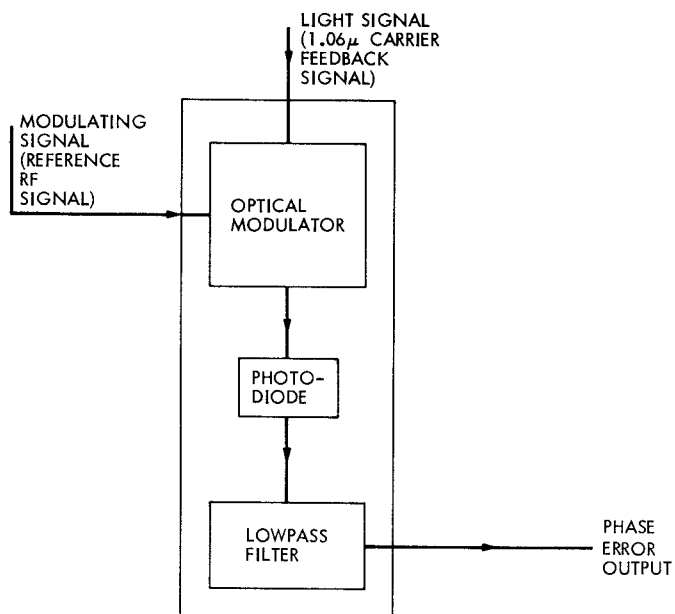 LIGHT SIGNAL
(1.06μ CARRIER
FEEDBACK
SIGNAL)
MODULATING
SIGNAL
(REFERENCE
RF
SIGNAL)
OPTICAL
MODULATOR
PHOTO-
DIODE
LOWPASS
FILTER
PHASE
ERROR
OUTPUT